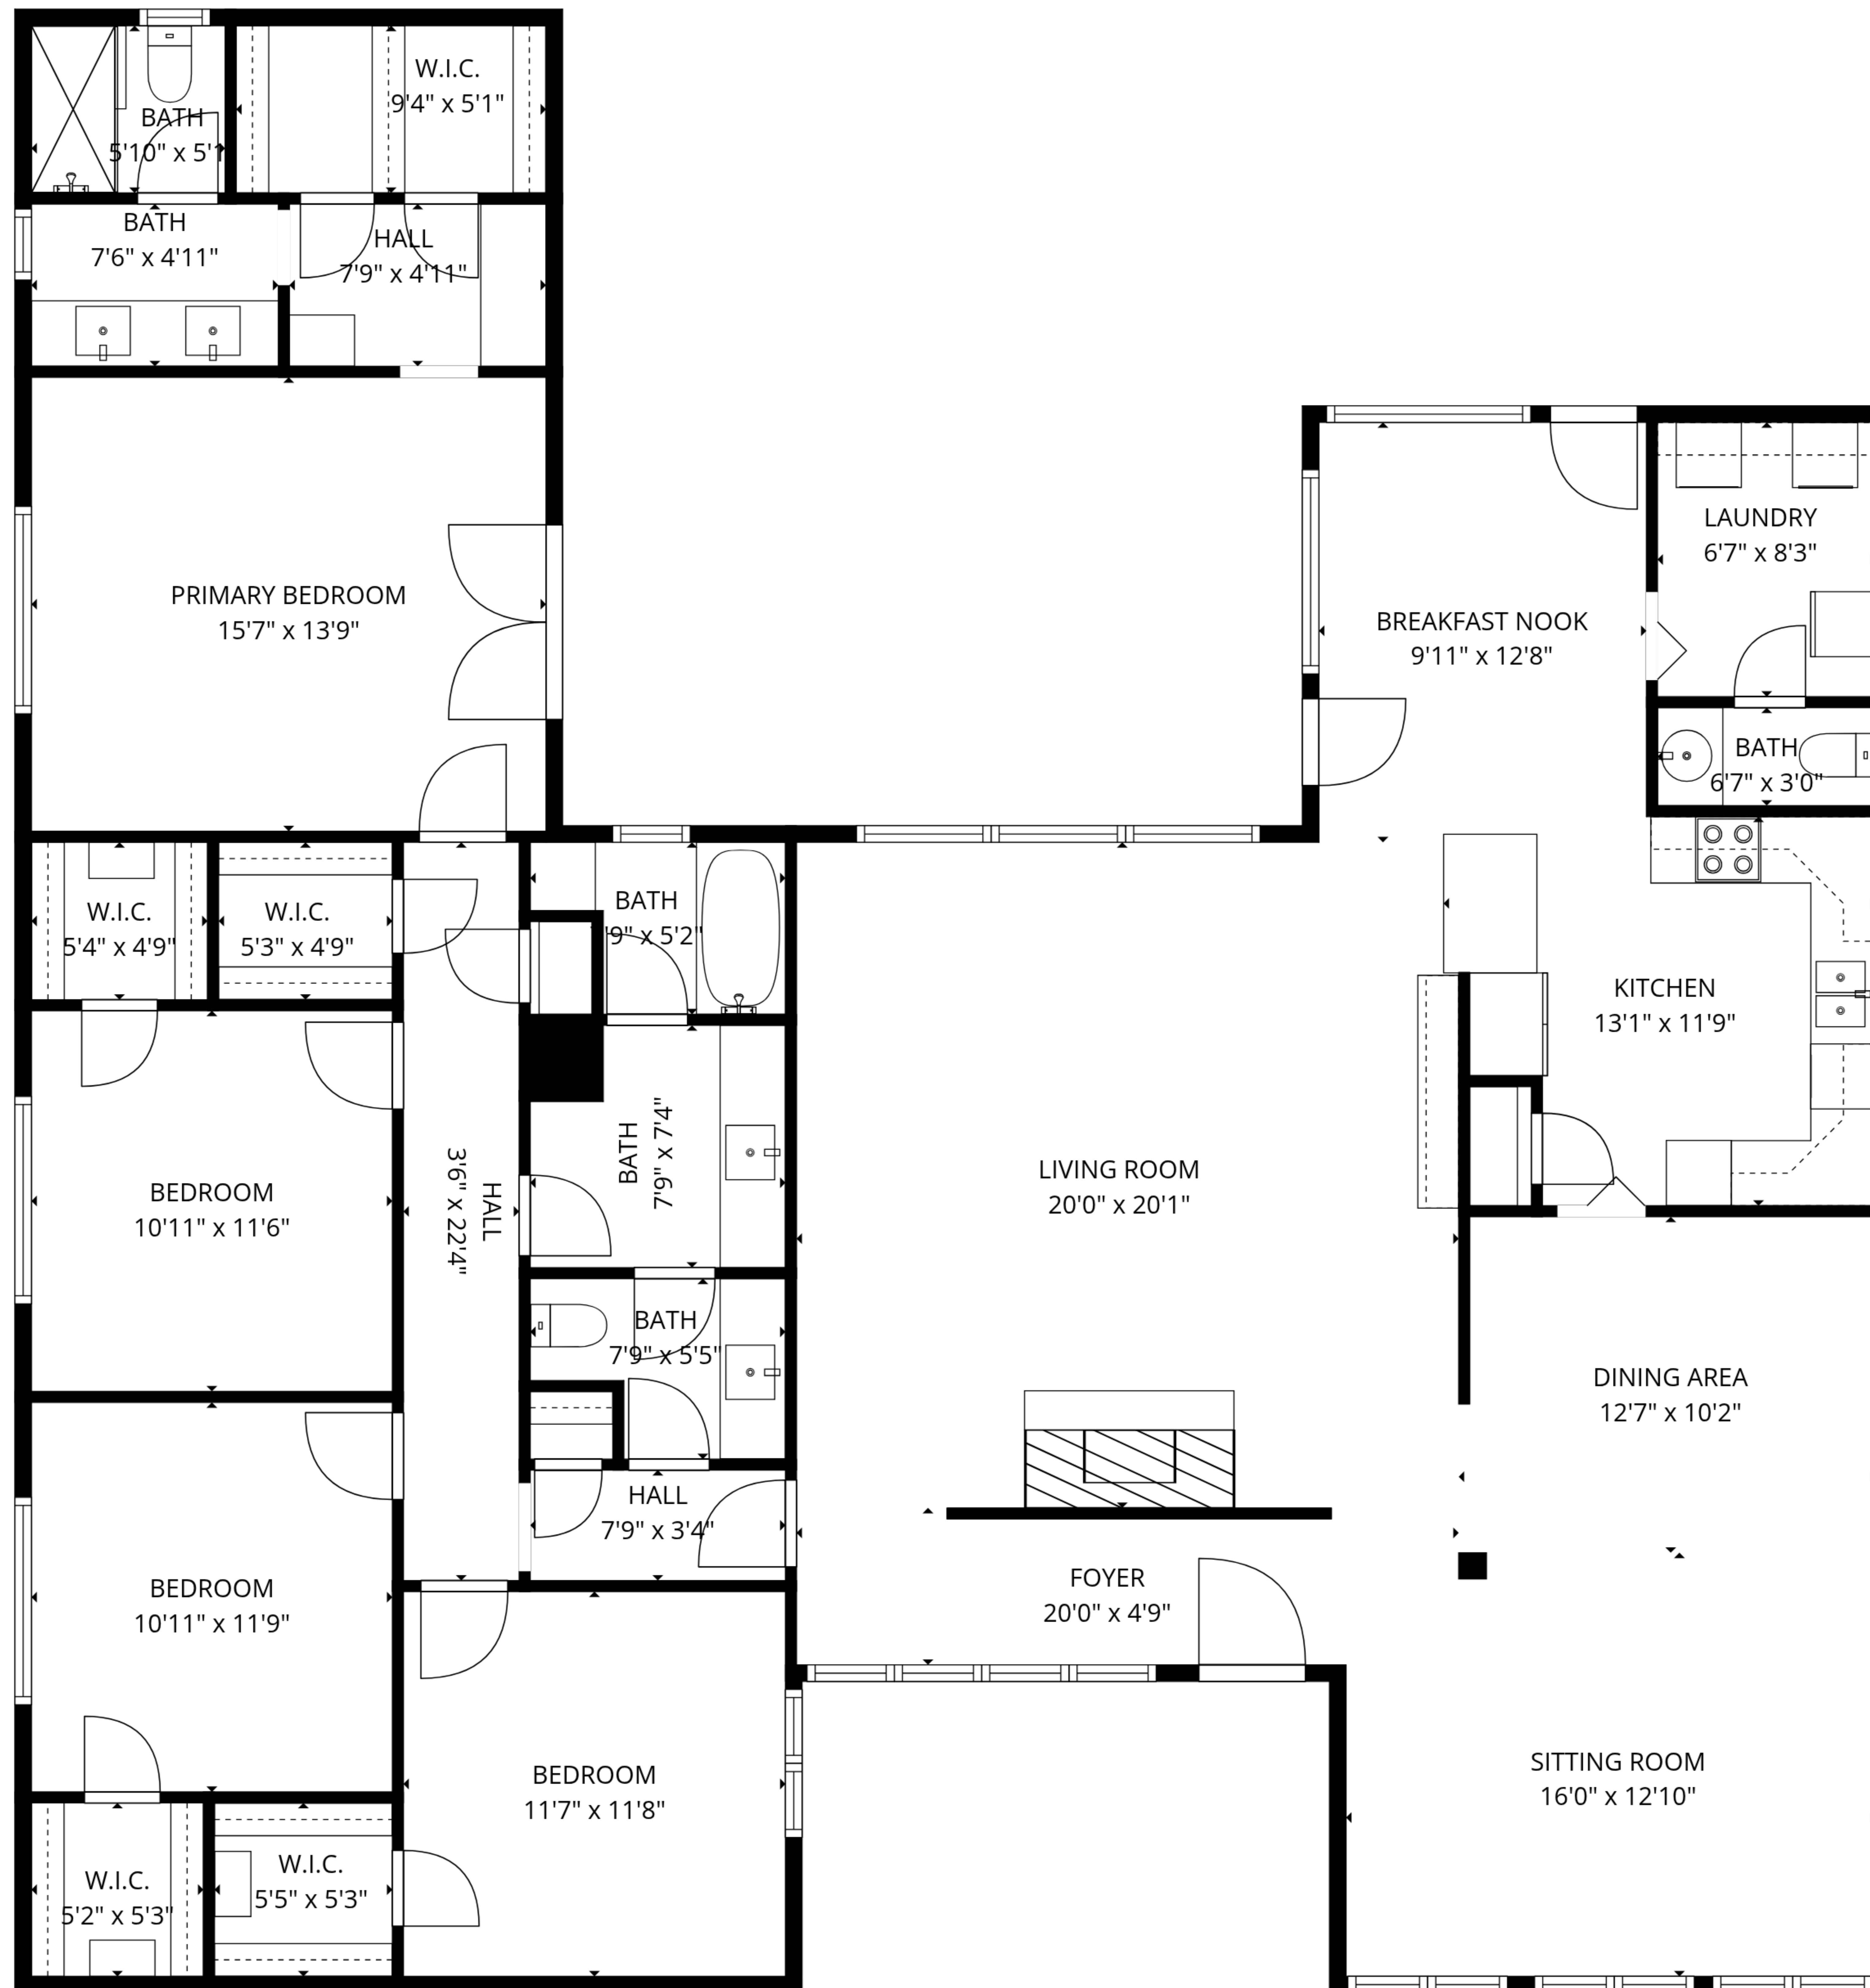 W.I.C.
9'4" x 5'1"
BATH
5'10" x 5'1
BATH
7'6" x 4'11"
HALL
7'9" x 4'11"
PRIMARY BEDROOM
15'7" x 13'9"
LAUNDRY
6'7" x 8'3"
BREAKFAST NOOK
9'11" x 12'8"
BATH
6'7" x 3'0"
W.I.C.
5'4" x 4'9"
W.I.C.
5'3" x 4'9"
BATH
'9" x 5'2"
KITCHEN
13'1" x 11'9"
BATH
7'9" x 7'4"
HALL
3'6" x 22'4"
LIVING ROOM
20'0" x 20'1"
BEDROOM
10'11" x 11'6"
BATH
7'9" x 5'5"
DINING AREA
12'7" x 10'2"
HALL
7'9" x 3'4"
FOYER
20'0" x 4'9"
BEDROOM
10'11" x 11'9"
BEDROOM
11'7" x 11'8"
SITTING ROOM
16'0" x 12'10"
W.I.C.
5'2" x 5'3"
W.I.C.
5'5" x 5'3"